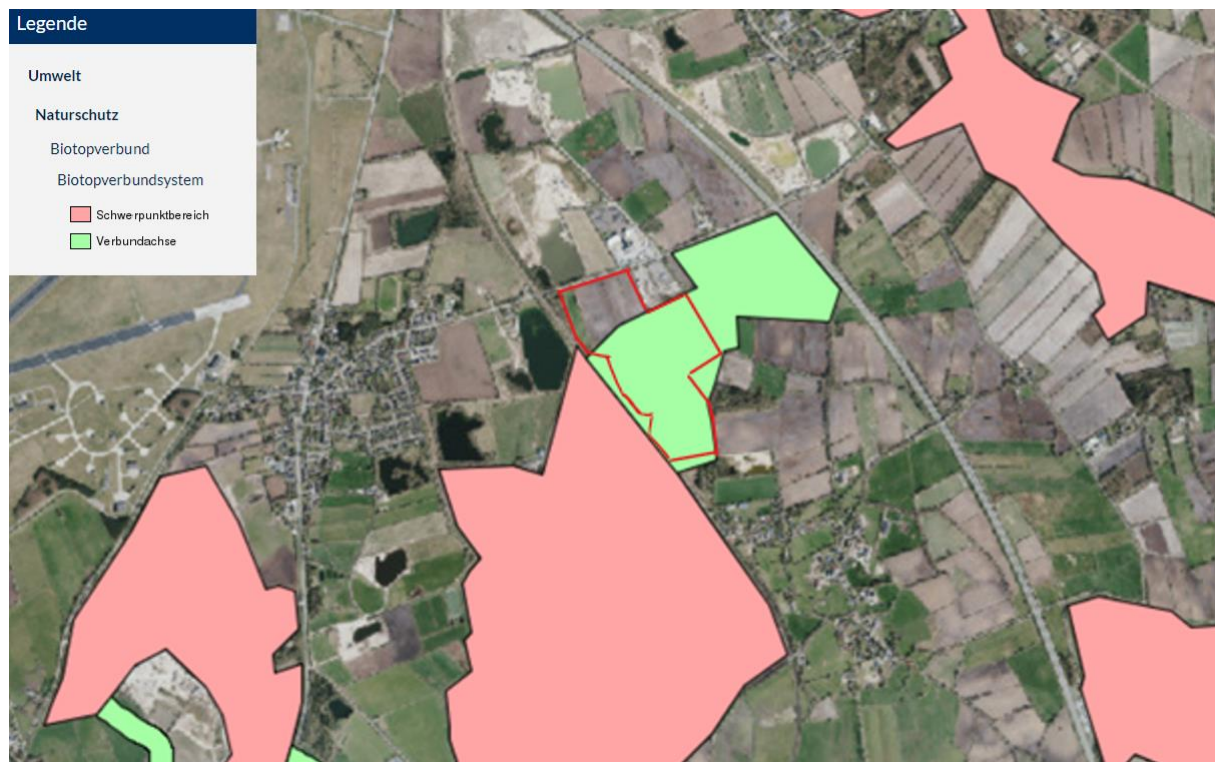 Legende
Umwelt
Naturschutz
Biotopverbund
Biotopverbundsystem
Schwerpunktbereich
Verbundachse